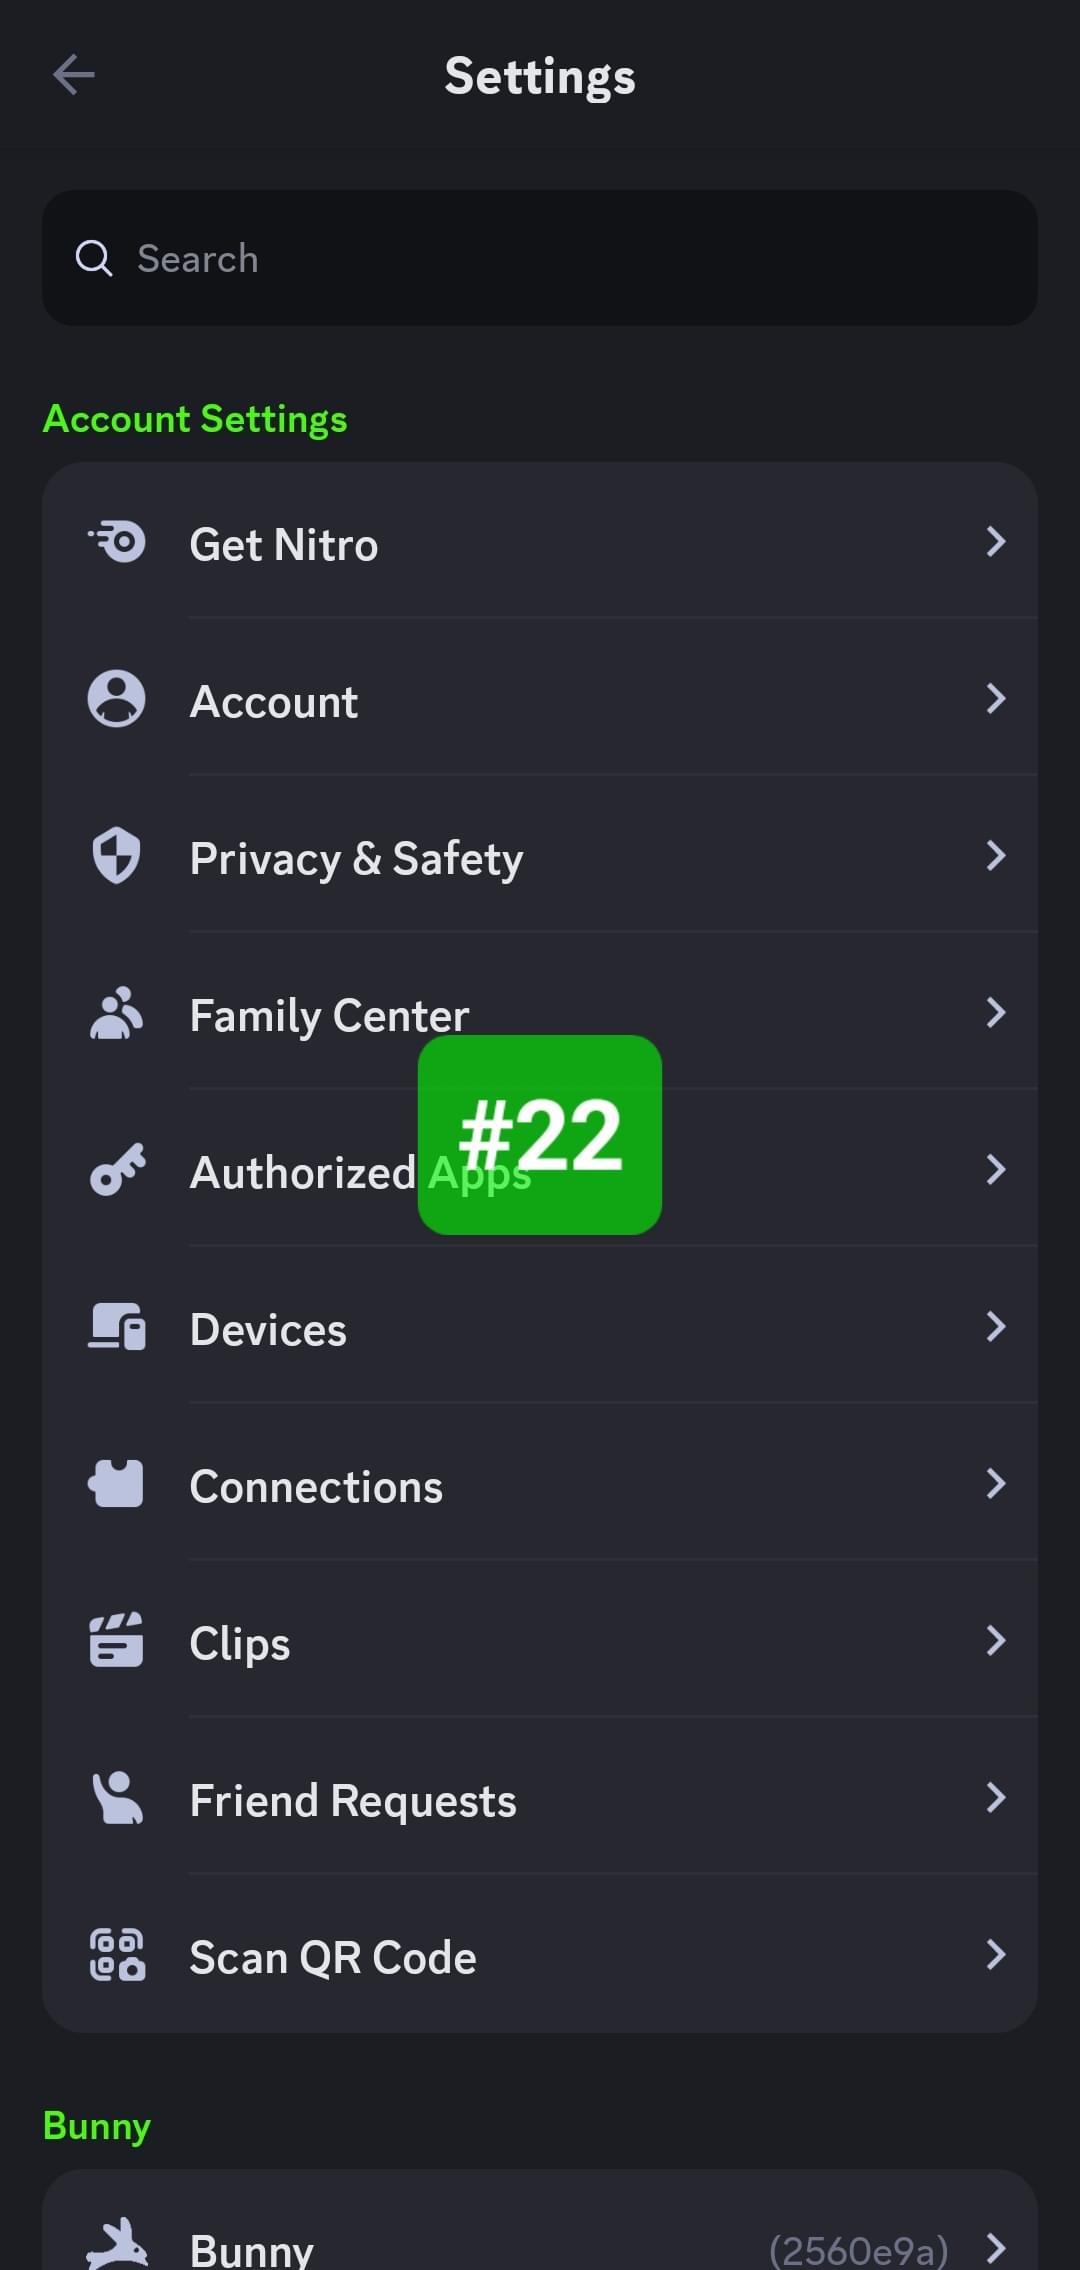 Settings
Search
Account Settings
Get Nitro
Account
Privacy & Safety
Family Center
#22
Authorized Apps
Devices
Connections
Clips
Friend Requests
Scan QR Code
Bunny
Bunny (2560e9a)